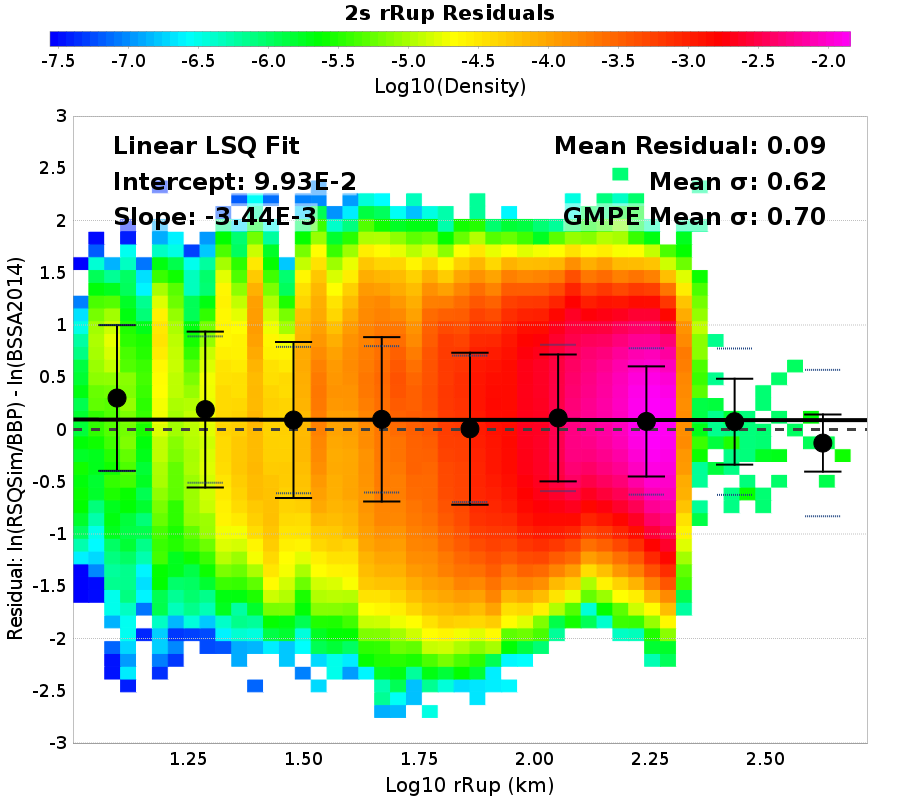 2s rRup Residuals
-7.5 -7.0 -6.5 -6.0 -5.5 -5.0 -4.5 -4.0 -3.5 -3.0 -2.5 -2.0
Log10(Density)
Linear LSQ Fit
Intercept: 9.93E-2
Slope: -3.44E-3
Mean Residual: 0.09
Mean σ: 0.62
GMPE Mean σ: 0.70
Residual: ln(RSQSim/BBP) - ln(BSSA2014)
3
2.5
2
1.5
1
0.5
0
-0.5
-1
-1.5
-2
-2.5
-3
1.25 1.50 1.75 2.00 2.25 2.50
Log10 rRup (km)